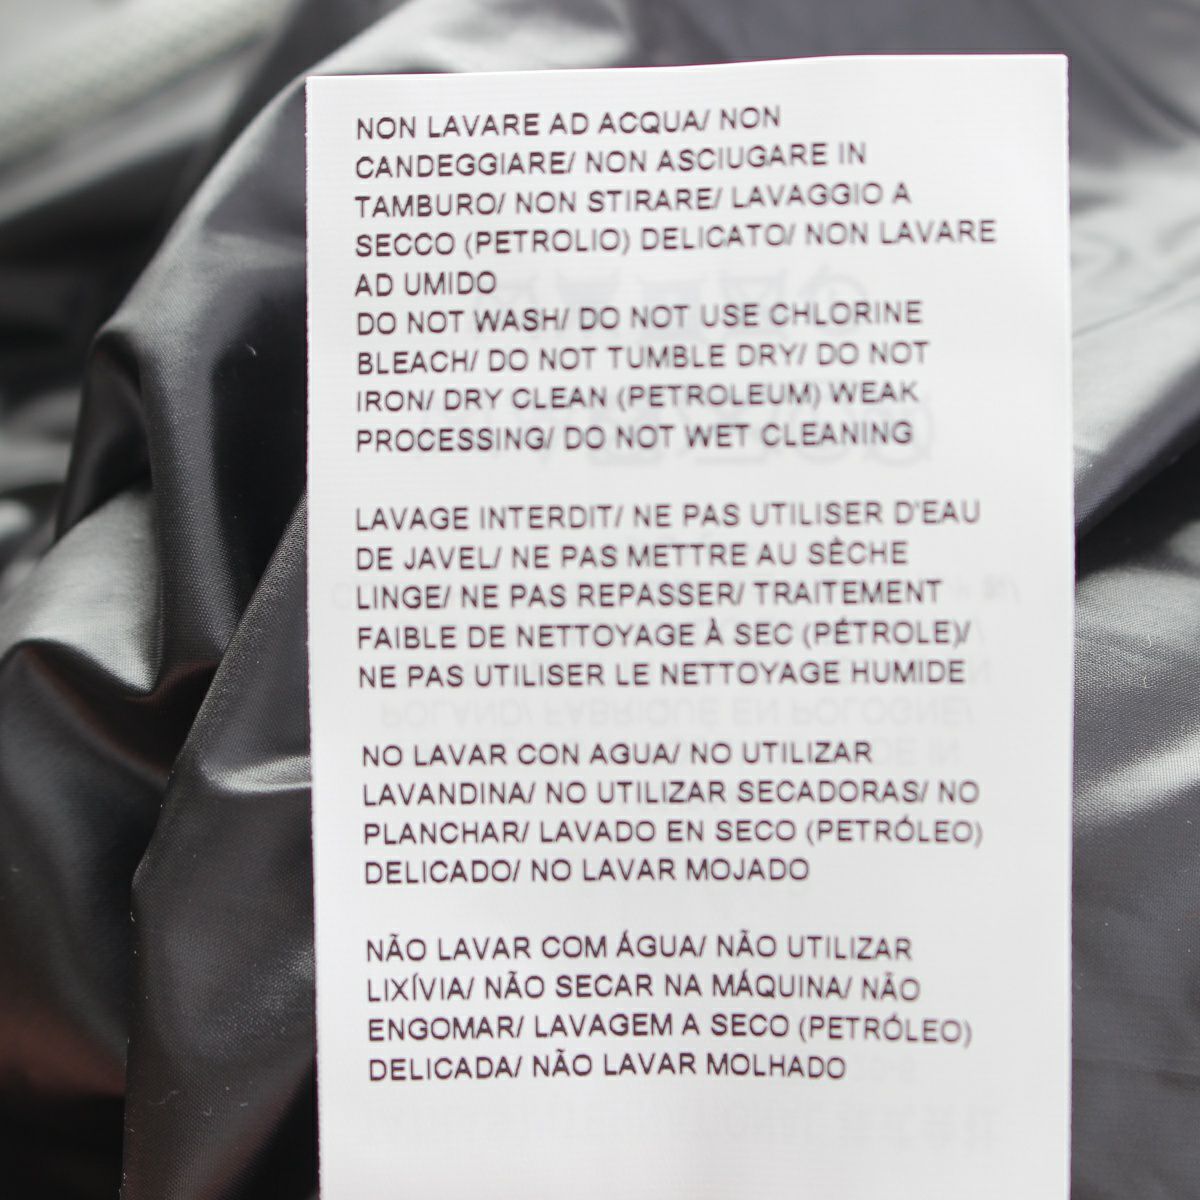 NON LAVARE AD ACQUA/ NON
CANDEGGIARE/ NON ASCIUGARE IN
TAMBURO/ NON STIRARE/ LAVAGGIO A
SECCO (PETROLIO) DELICATO/ NON LAVARE
AD UMIDO
DO NOT WASH/ DO NOT USE CHLORINE
BLEACH/ DO NOT TUMBLE DRY/ DO NOT
IRON/ DRY CLEAN (PETROLEUM) WEAK
PROCESSING/ DO NOT WET CLEANING
LAVAGE INTERDIT/ NE PAS UTILISER D'EAU
DE JAVEL/ NE PAS METTRE AU SÈCHE
LINGE/ NE PAS REPASSER/ TRAITEMENT
FAIBLE DE NETTOYAGE À SEC (PÉTROLE)/
NE PAS UTILISER LE NETTOYAGE HUMIDE
NO LAVAR CON AGUA/ NO UTILIZAR
LAVANDINA/ NO UTILIZAR SECADORAS/ NO
PLANCHAR/ LAVADO EN SECO (PETRÓLEO)
DELICADO/ NO LAVAR MOJADO
NÃO LAVAR COM ÁGUA/ NÃO UTILIZAR
LIXÍVIA/ NÃO SECAR NA MÁQUINA/ NÃO
ENGOMAR/ LAVAGEM A SECO (PETRÓLEO)
DELICADA/ NÃO LAVAR MOLHADO